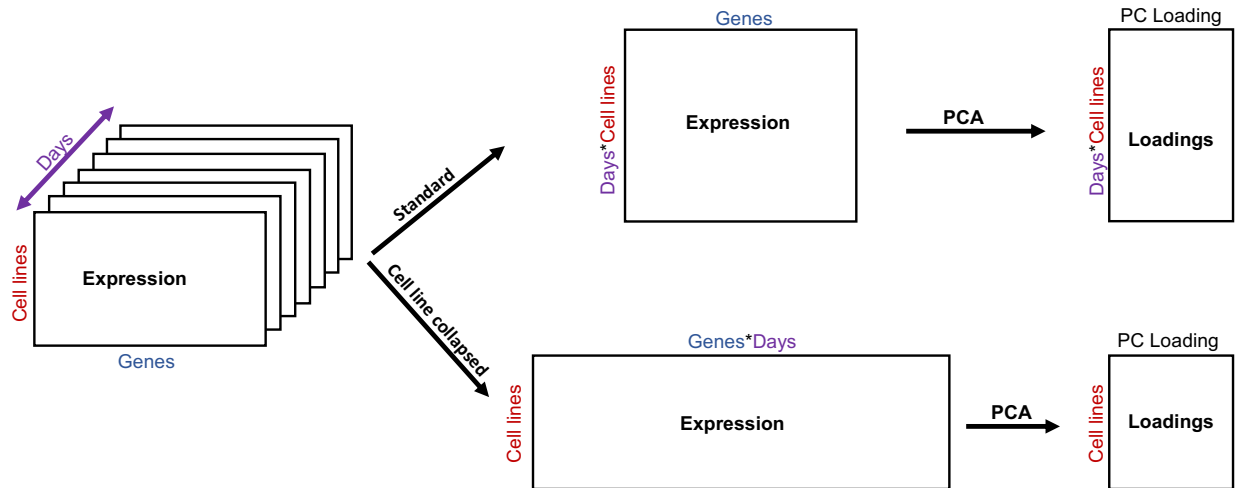 Days
Cell lines
Expression
Genes
Standard
Cell line collapsed
Genes
Days*Cell lines
Expression
PCA
PC Loading
Days*Cell lines
Loadings
Genes*Days
Cell lines
Expression
PCA
PC Loading
Cell lines
Loadings